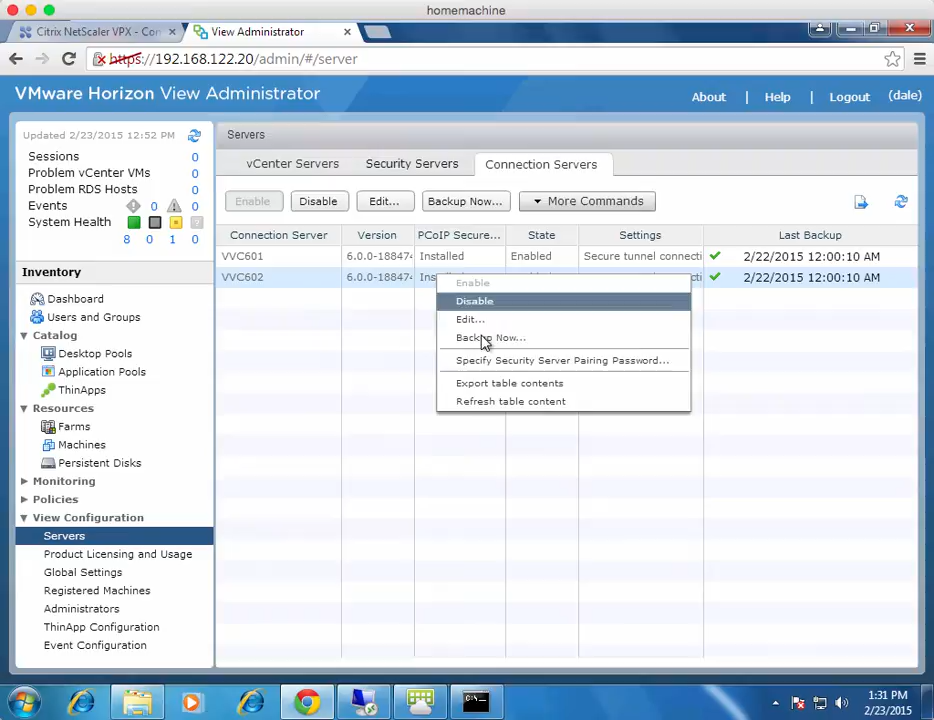 homemachine
Citrix NetScaler VPX - Co
View Administrator
https://192.168.122.20/admin/#/server
VMware Horizon View Administrator
About | Help | Logout (dale)
Updated 2/23/2015 12:52 PM
Sessions 0
Problem vCenter VMs 0
Problem RDS Hosts 0
Events 0 0
System Health
8 0 1 0
Inventory
Dashboard
Users and Groups
Catalog
Desktop Pools
Application Pools
ThinApps
Resources
Farms
Machines
Persistent Disks
Monitoring
Policies
View Configuration
Servers
Product Licensing and Usage
Global Settings
Registered Machines
Administrators
ThinApp Configuration
Event Configuration
Servers
vCenter Servers Security Servers Connection Servers
Enable Disable Edit... Backup Now... More Commands
Connection Server Version PCoIP Secure... State Settings Last Backup
VVC601 6.0.0-188474 Installed Enabled Secure tunnel connecti 2/22/2015 12:00:10 AM
VVC602 6.0.0-188474 Ins cti 2/22/2015 12:00:10 AM
Enable
Disable
Edit...
Backup Now...
Specify Security Server Pairing Password...
Export table contents
Refresh table content
1:31 PM
2/23/2015